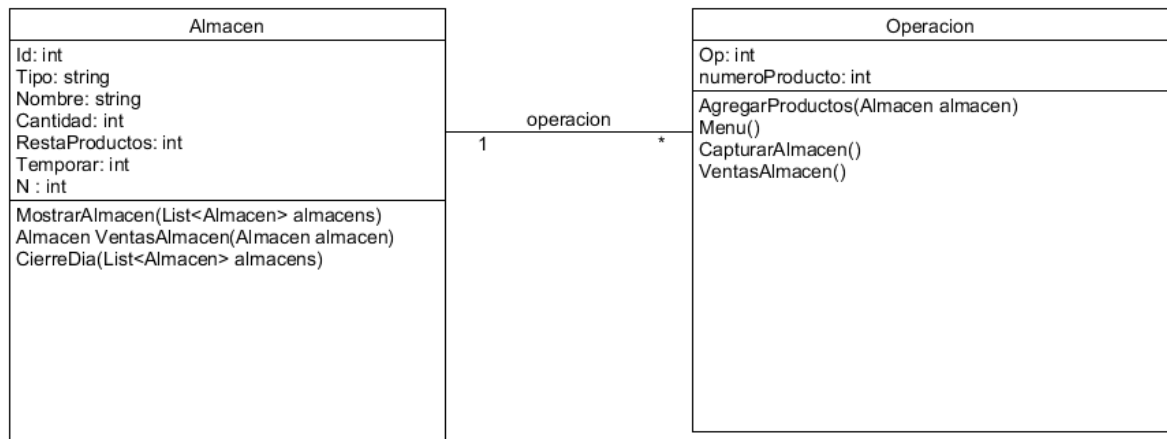 Almacen
Id: int
Tipo: string
Nombre: string
Cantidad: int
RestaProductos: int
Temporar: int
N : int
MostrarAlmacen(List<Almacen> almacens)
Almacen VentasAlmacen(Almacen almacen)
CierreDia(List<Almacen> almacens)
operacion
1
*
Operacion
Op: int
numeroProducto: int
AgregarProductos(Almacen almacen)
Menu()
CapturarAlmacen()
VentasAlmacen()